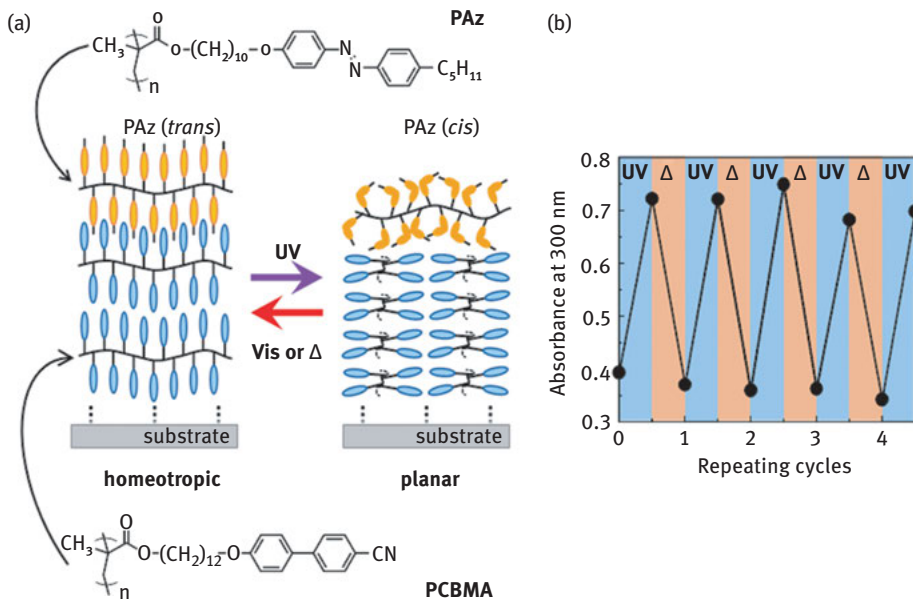 (a)
PAz
CH3
O
O-(CH2)10-O
N
N
C5H11
n
PAz (trans)
PAz (cis)
UV
Vis or Δ
substrate
substrate
homeotropic
planar
CH3
O
O-(CH2)12-O
CN
n
PCBMA
(b)
UV Δ UV Δ UV Δ UV Δ UV
0.8
0.7
0.6
0.5
0.4
0.3
Absorbance at 300 nm
0 1 2 3 4
Repeating cycles